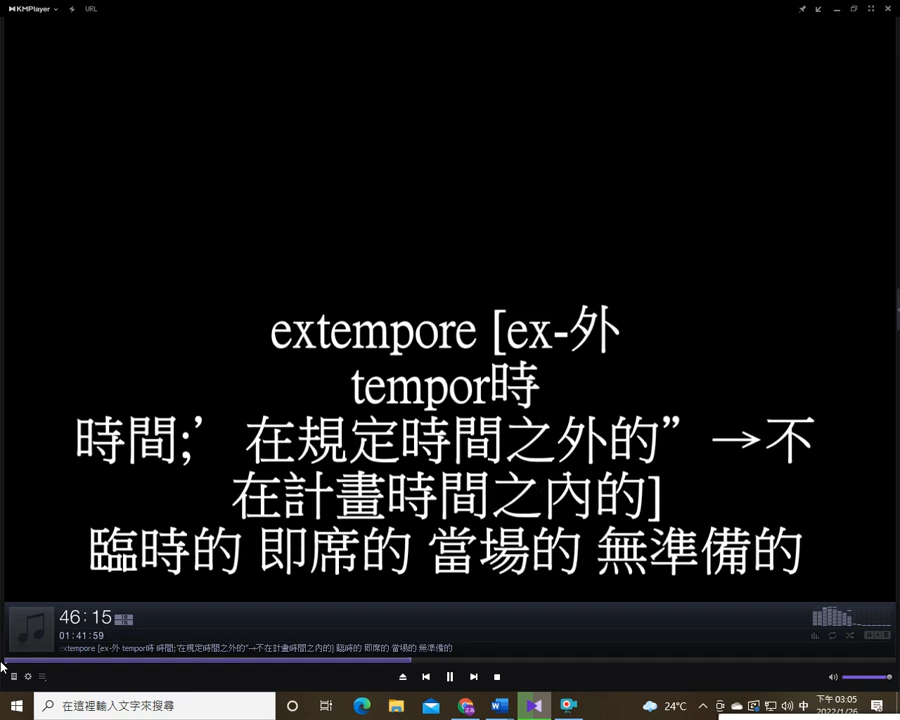 KMPlayer
URL
extempore [ex-外
tempor時
時間;’在規定時間之外的”→不
在計畫時間之內的]
臨時的 即席的 當場的 無準備的
46:15
01:41:59
extempore [ex-外 tempor時 時間;'在規定時間之外的"→不在計畫時間之內的] 臨時的 即席的 當場的 無準備的
A B
在這裡輸入文字來搜尋
24°C
中
下午 03:05
2022/1/26